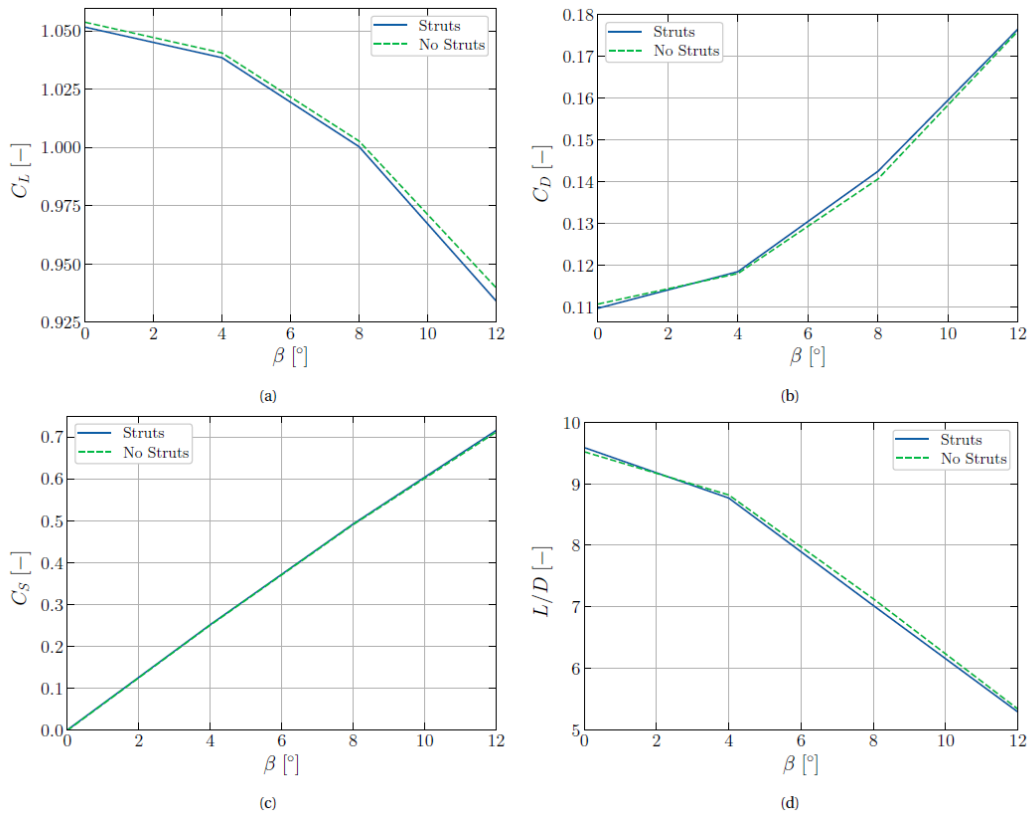 1.050
1.025
1.000
0.975
0.950
0.925
C_L [−]
Struts
No Struts
0 2 4 6 8 10 12
β [°]
(a)
0.18
0.17
0.16
0.15
0.14
0.13
0.12
0.11
C_D [−]
Struts
No Struts
0 2 4 6 8 10 12
β [°]
(b)
0.7
0.6
0.5
0.4
0.3
0.2
0.1
0.0
C_S [−]
Struts
No Struts
0 2 4 6 8 10 12
β [°]
(c)
10
9
8
7
6
5
L/D [−]
Struts
No Struts
0 2 4 6 8 10 12
β [°]
(d)